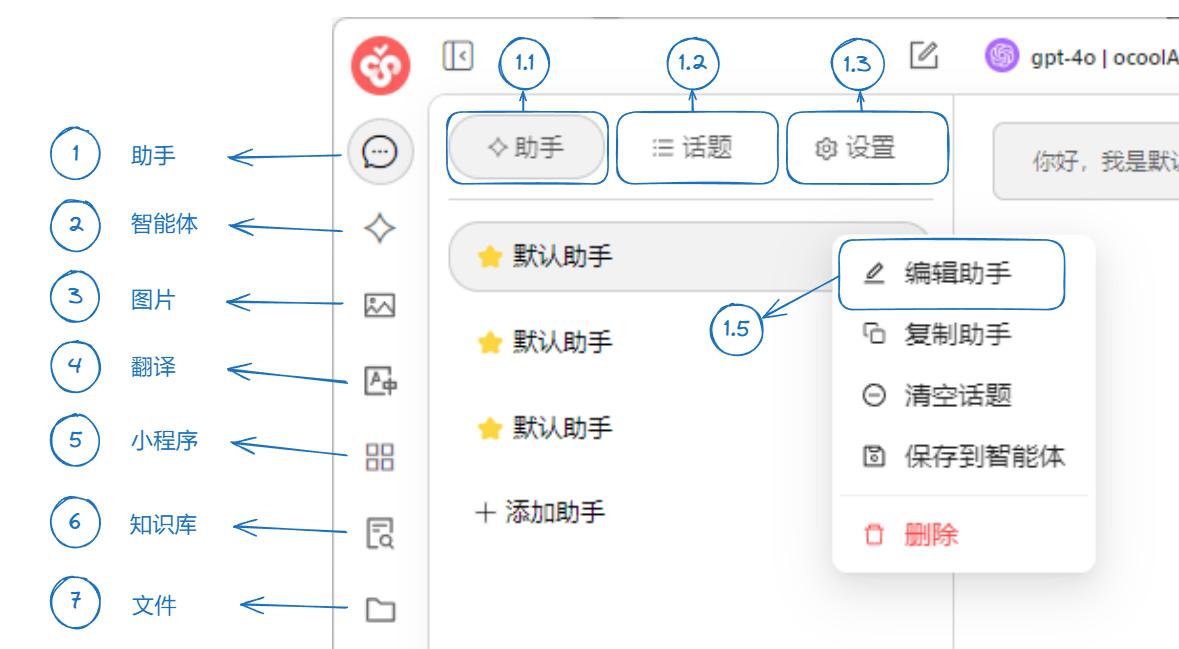 1.1
1.2
1.3
gpt-4o | ocoolA
1 助手
助手
话题
设置
你好，我是默认
2 智能体
默认助手
编辑助手
3 图片
1.5
默认助手
复制助手
4 翻译
清空话题
5 小程序
默认助手
保存到智能体
6 知识库
添加助手
删除
7 文件